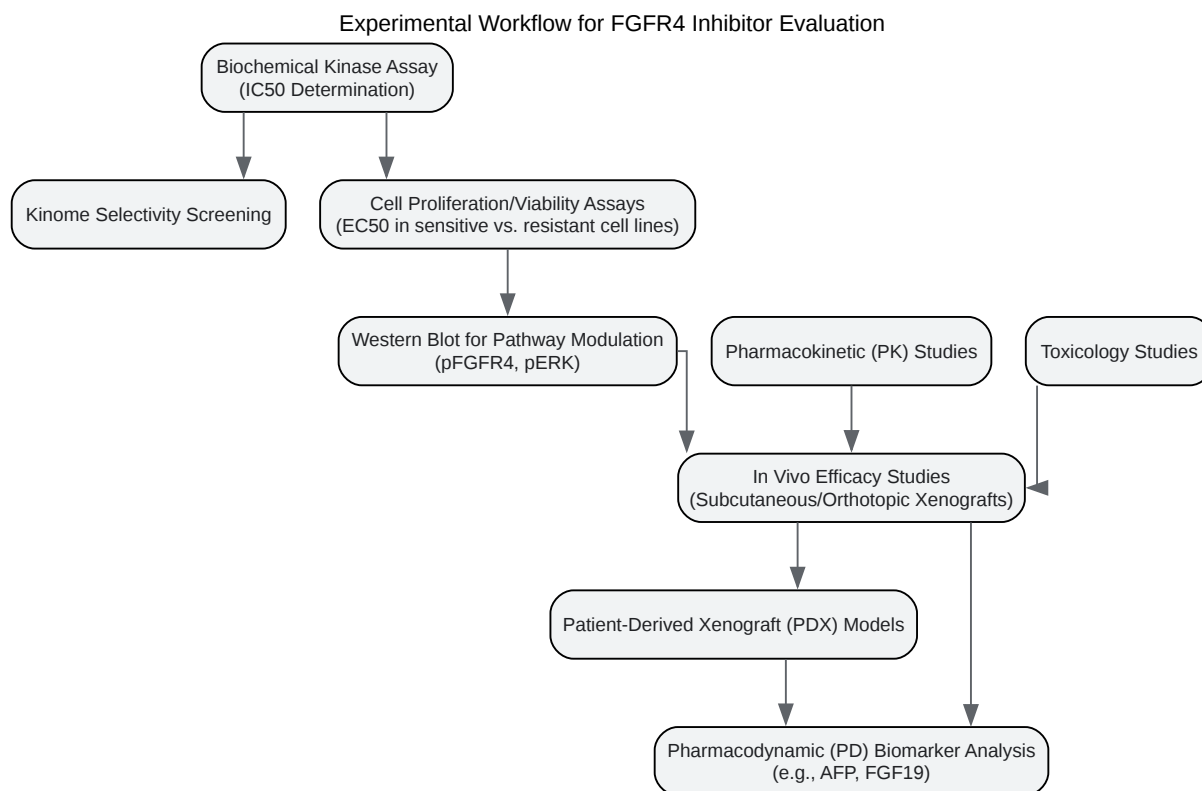 Experimental Workflow for FGFR4 Inhibitor Evaluation
Biochemical Kinase Assay
(IC50 Determination)
Kinome Selectivity Screening
Cell Proliferation/Viability Assays
(EC50 in sensitive vs. resistant cell lines)
Western Blot for Pathway Modulation
(pFGFR4, pERK)
Pharmacokinetic (PK) Studies
Toxicology Studies
In Vivo Efficacy Studies
(Subcutaneous/Orthotopic Xenografts)
Patient-Derived Xenograft (PDX) Models
Pharmacodynamic (PD) Biomarker Analysis
(e.g., AFP, FGF19)